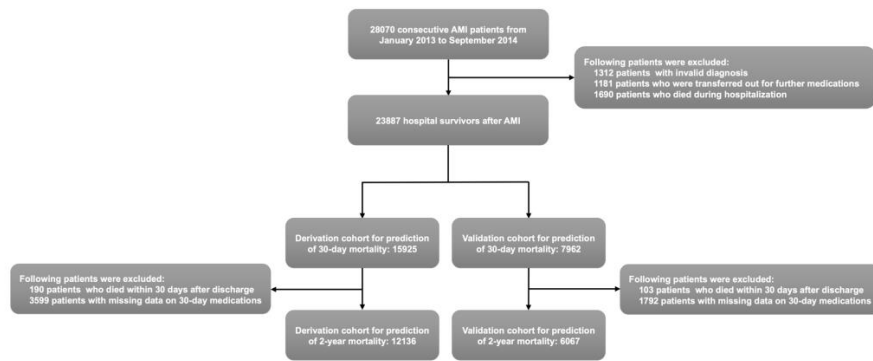 28070 consecutive AMI patients from
January 2013 to September 2014
Following patients were excluded:
1312 patients with invalid diagnosis
1181 patients who were transferred out for further medications
1690 patients who died during hospitalization
23887 hospital survivors after AMI
Derivation cohort for prediction
of 30-day mortality: 15925
Validation cohort for prediction
of 30-day mortality: 7962
Following patients were excluded:
190 patients who died within 30 days after discharge
3599 patients with missing data on 30-day medications
Following patients were excluded:
103 patients who died within 30 days after discharge
1792 patients with missing data on 30-day medications
Derivation cohort for prediction
of 2-year mortality: 12136
Validation cohort for prediction
of 2-year mortality: 6067